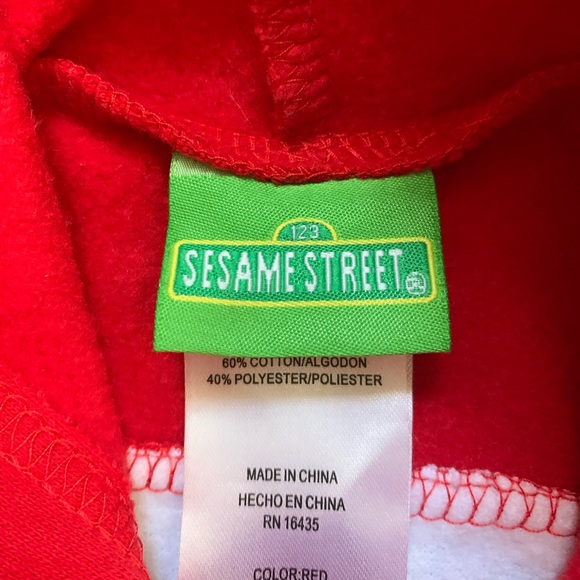 123
SESAME STREET
60% COTTON/ALGODON
40% POLYESTER/POLIESTER
MADE IN CHINA
HECHO EN CHINA
RN 16435
COLOR:RED